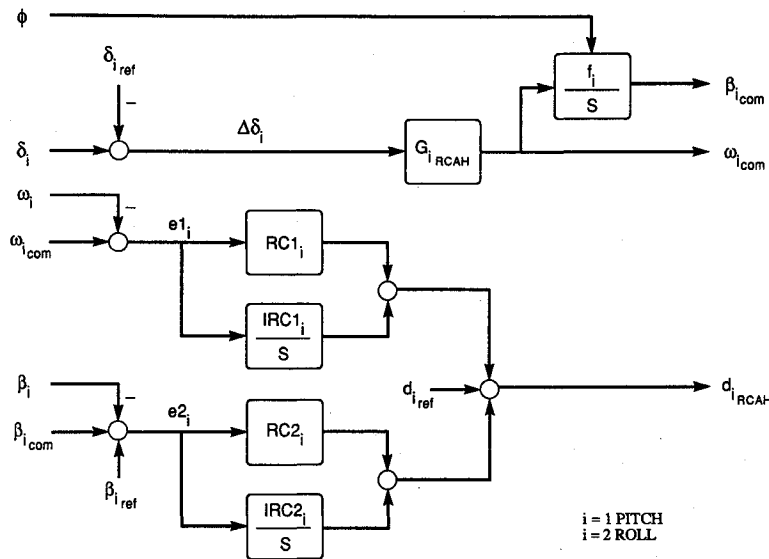 ϕ
δi ref
–
fi
S
βi com
Δδi
δi
Gi RCAH
ωi com
ωi
–
ωi com
e1i
RC1i
IRC1i
S
βi
–
di ref
di RCAH
βi com
e2i
RC2i
βi ref
IRC2i
S
i = 1 PITCH
i = 2 ROLL